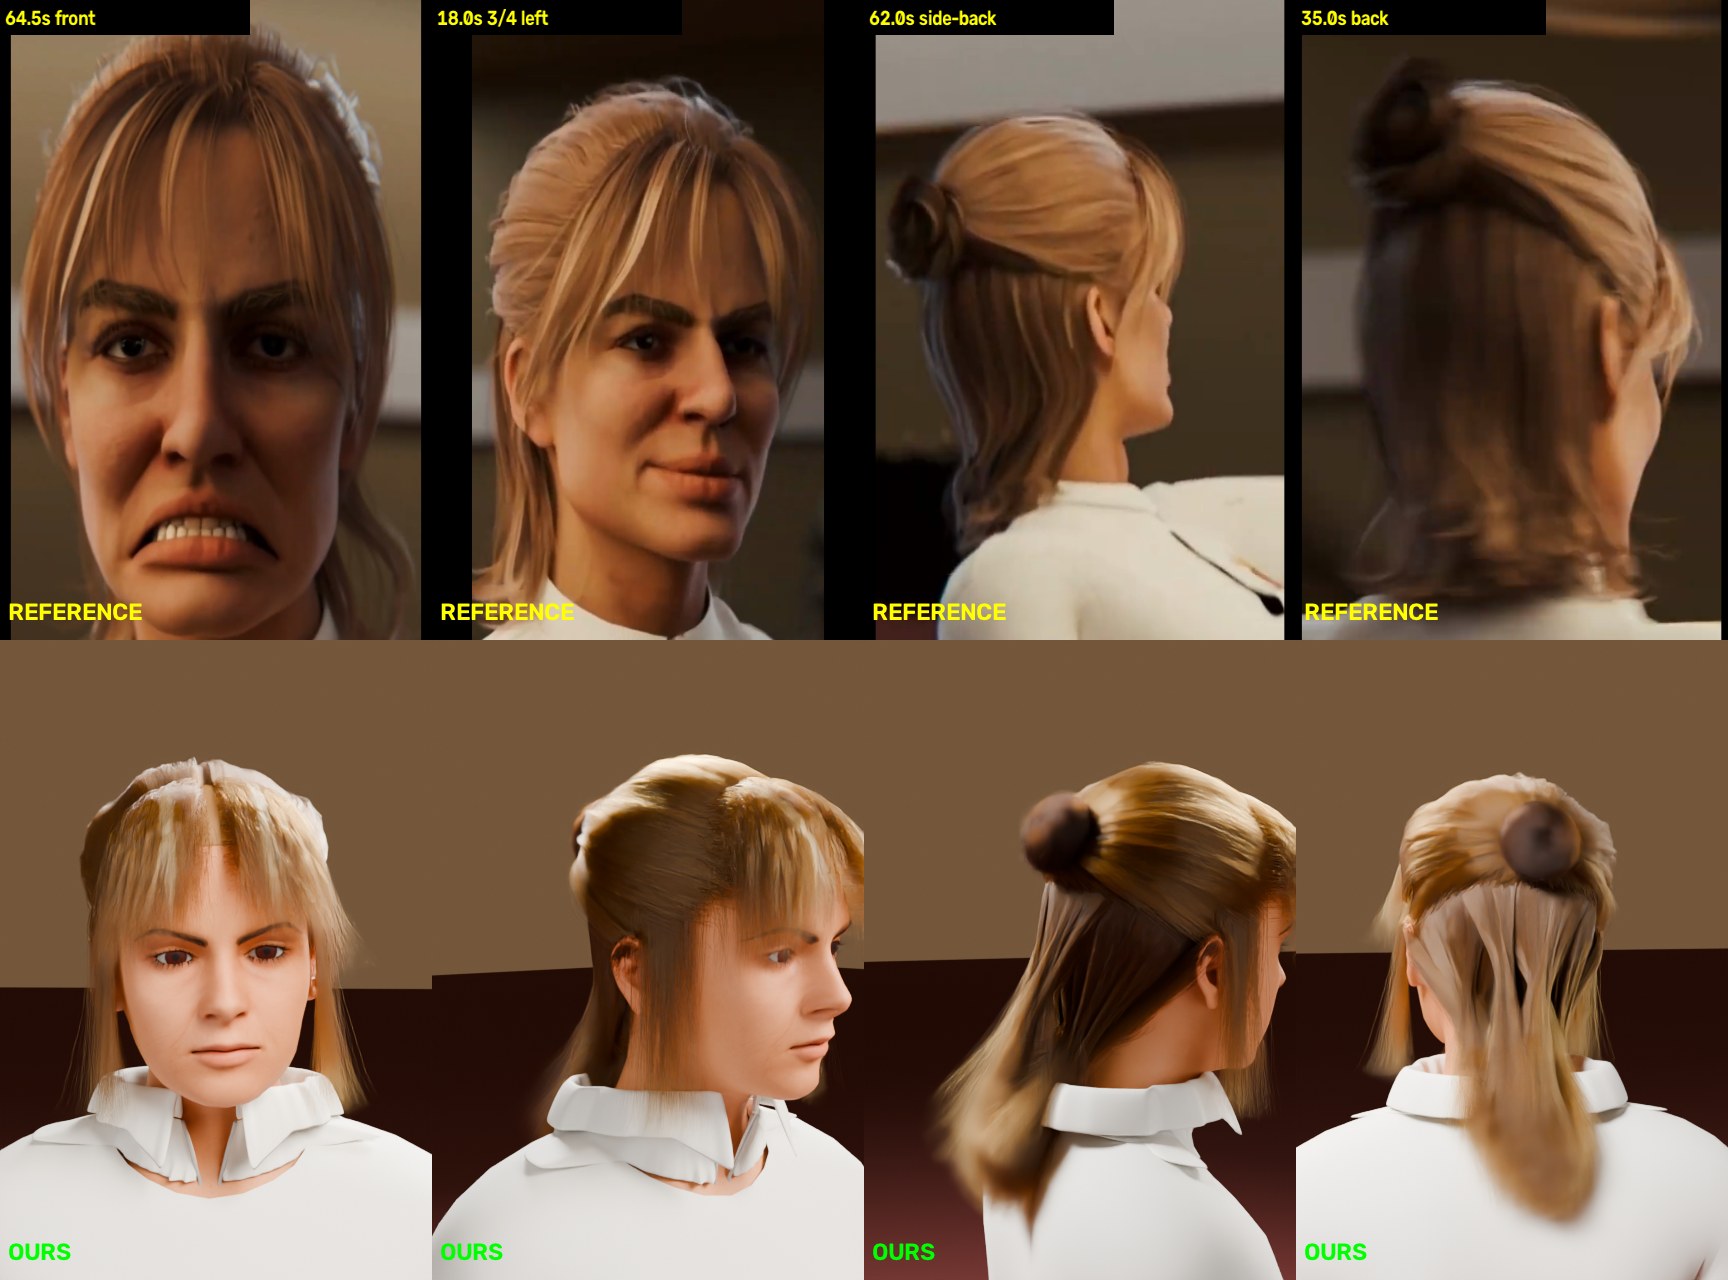 64.5s front
18.0s 3/4 left
62.0s side-back
35.0s back
REFERENCE
REFERENCE
REFERENCE
REFERENCE
OURS
OURS
OURS
OURS